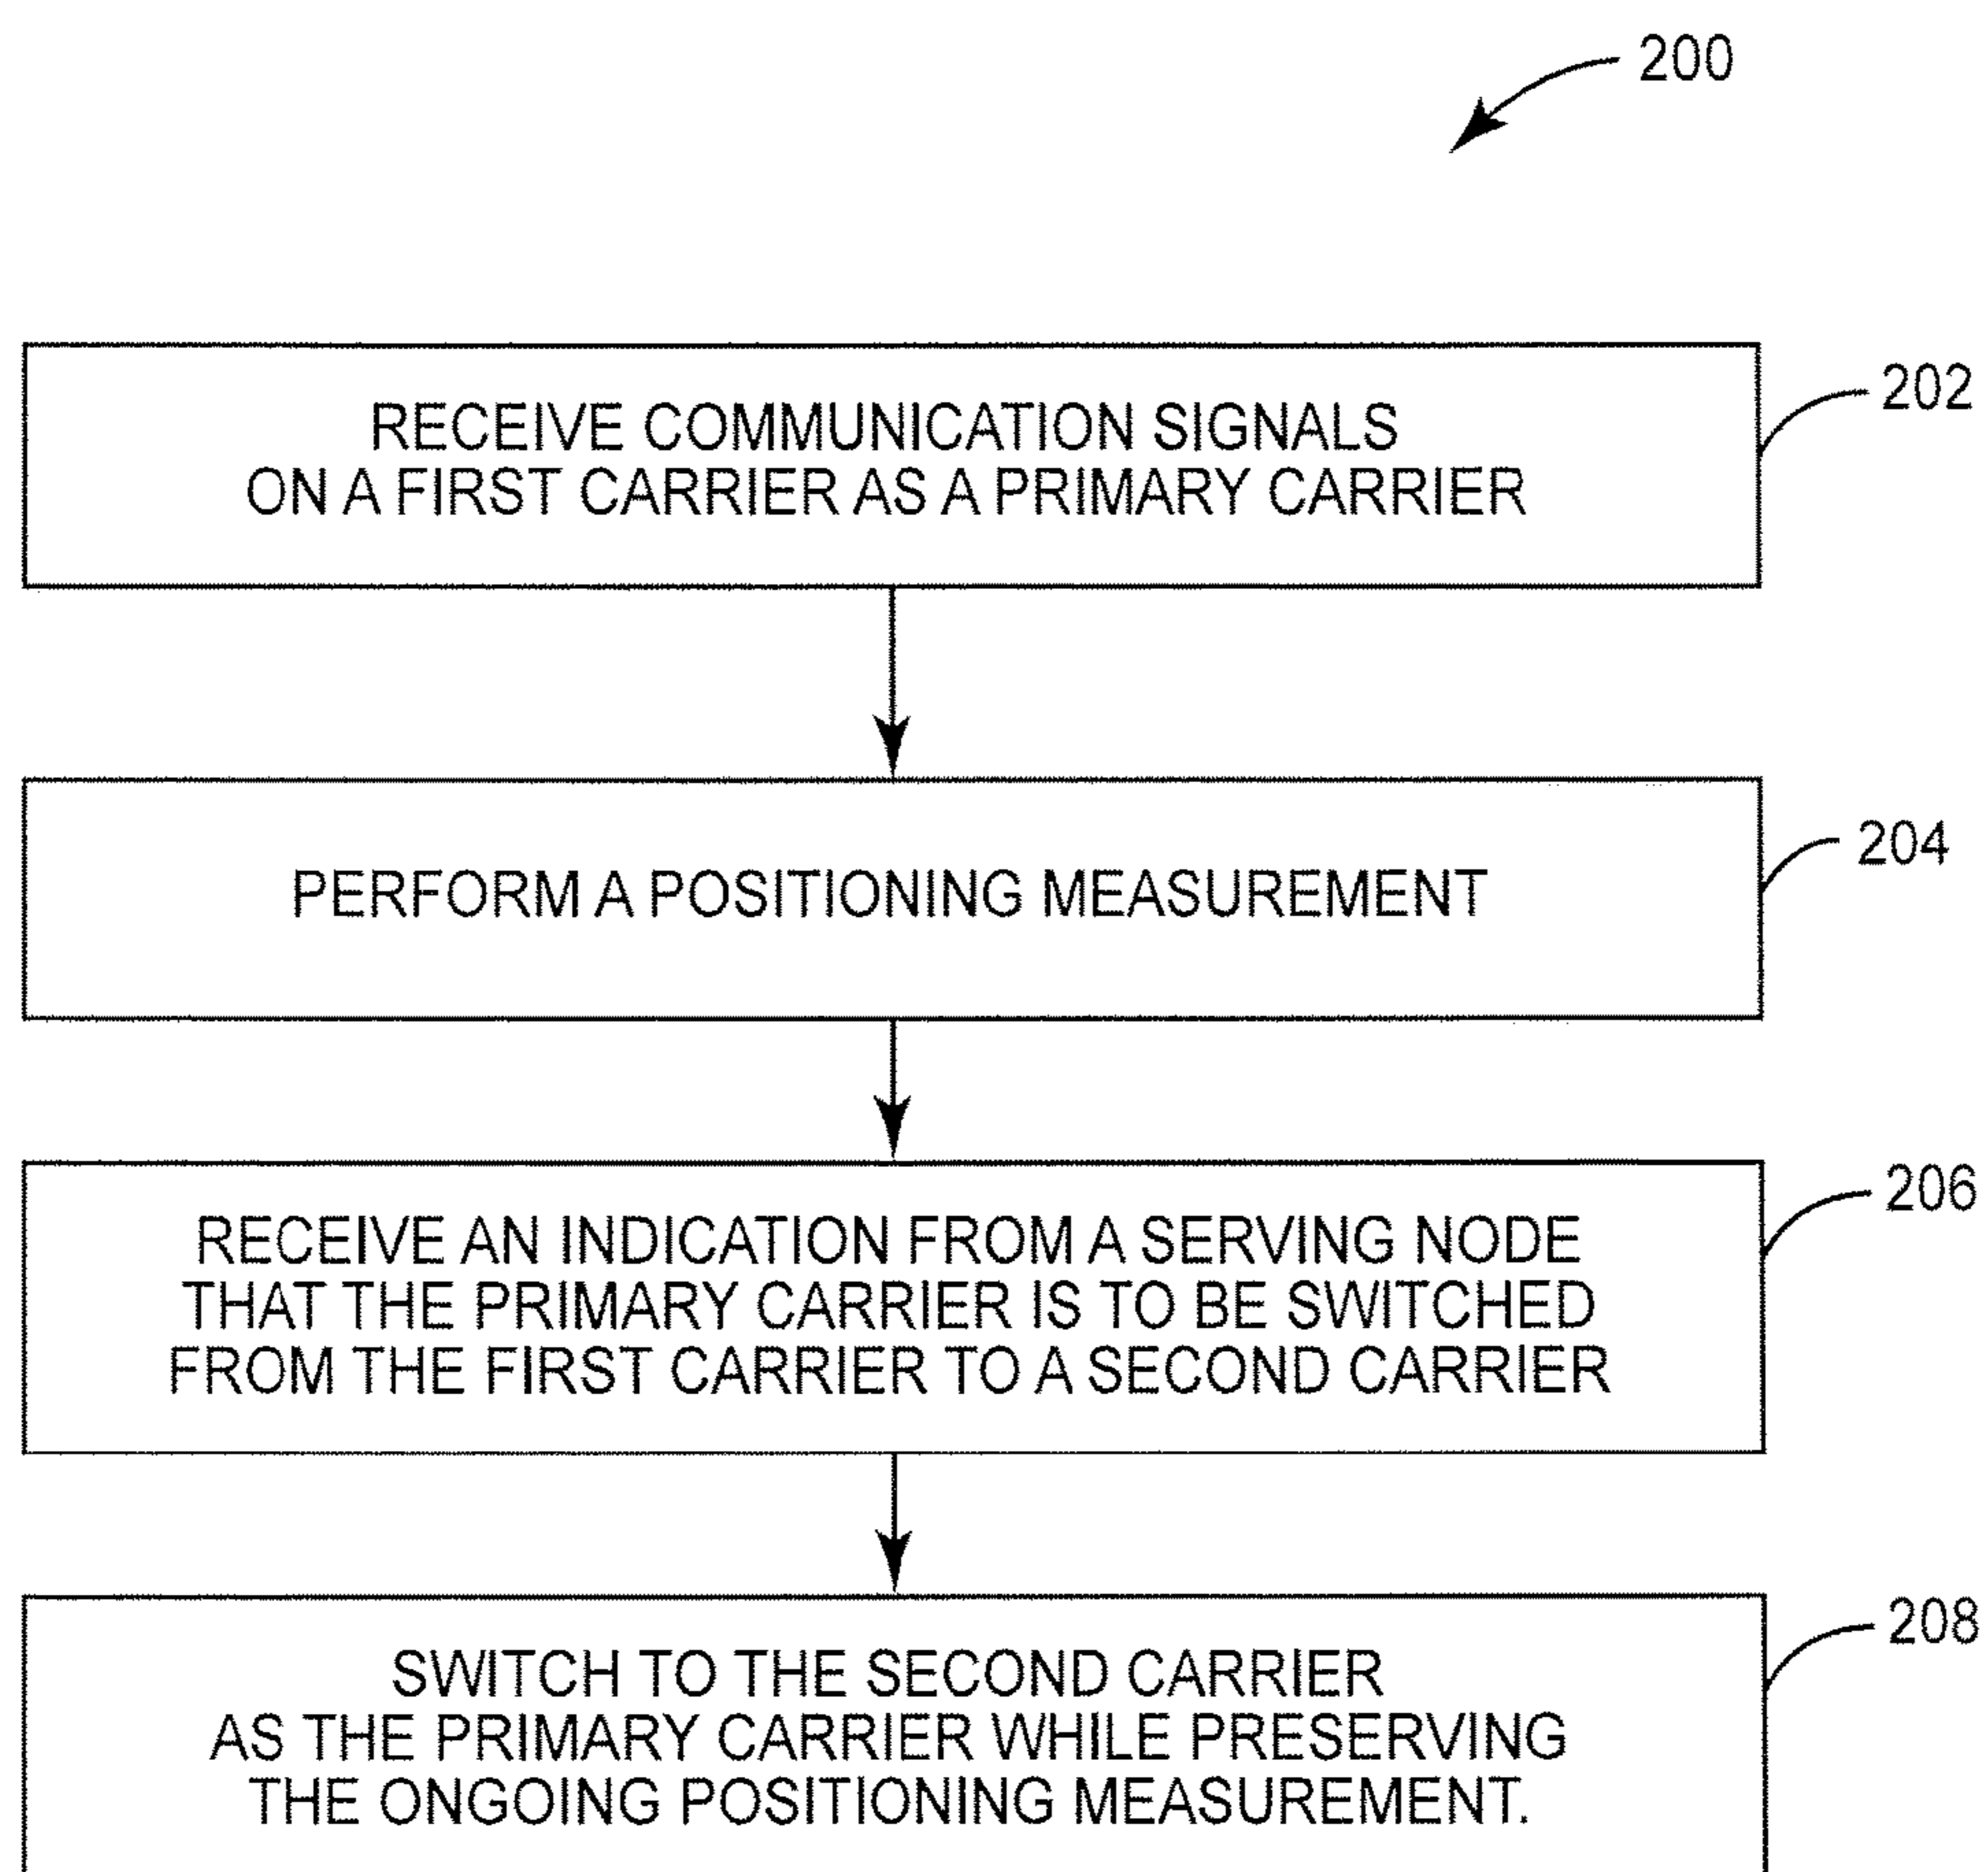 200
RECEIVE COMMUNICATION SIGNALS
ON A FIRST CARRIER AS A PRIMARY CARRIER
202
PERFORM A POSITIONING MEASUREMENT
204
RECEIVE AN INDICATION FROM A SERVING NODE
THAT THE PRIMARY CARRIER IS TO BE SWITCHED
FROM THE FIRST CARRIER TO A SECOND CARRIER
206
SWITCH TO THE SECOND CARRIER
AS THE PRIMARY CARRIER WHILE PRESERVING
THE ONGOING POSITIONING MEASUREMENT.
208